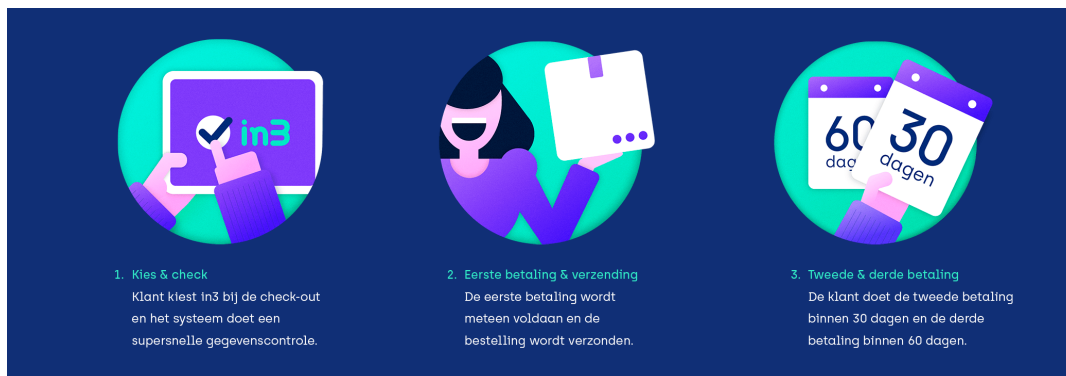 in3
60
dag
30
dagen
1. Kies & check
Klant kiest in3 bij de check-out
en het systeem doet een
supersnelle gegevenscontrole.
2. Eerste betaling & verzending
De eerste betaling wordt
meteen voldaan en de
bestelling wordt verzonden.
3. Tweede & derde betaling
De klant doet de tweede betaling
binnen 30 dagen en de derde
betaling binnen 60 dagen.